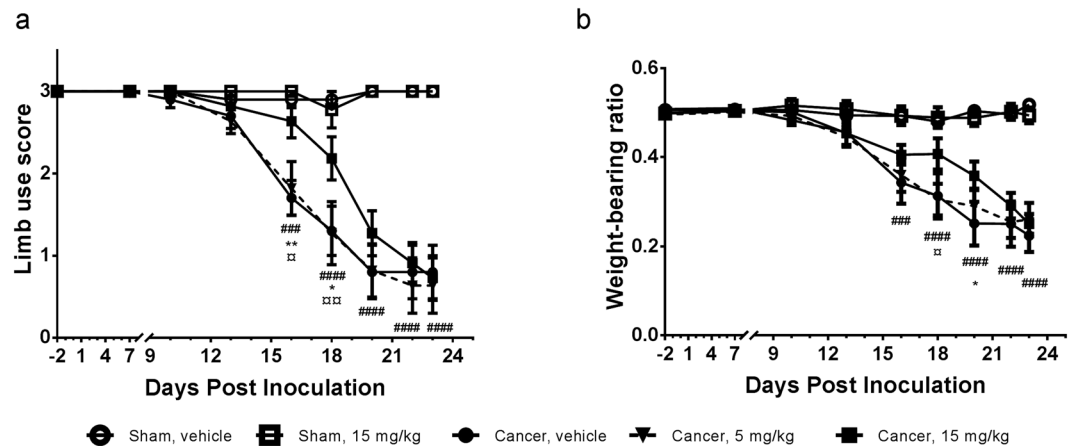 a
Limb use score
3
2
1
0
###
**
¤
####
*
¤¤
####
####
####
-2 1 4 7 9 12 15 18 21 24
Days Post Inoculation
b
Weight-bearing ratio
0.6
0.4
0.2
0.0
###
####
¤
####
*
####
####
-2 1 4 7 9 12 15 18 21 24
Days Post Inoculation
Sham, vehicle Sham, 15 mg/kg Cancer, vehicle Cancer, 5 mg/kg Cancer, 15 mg/kg